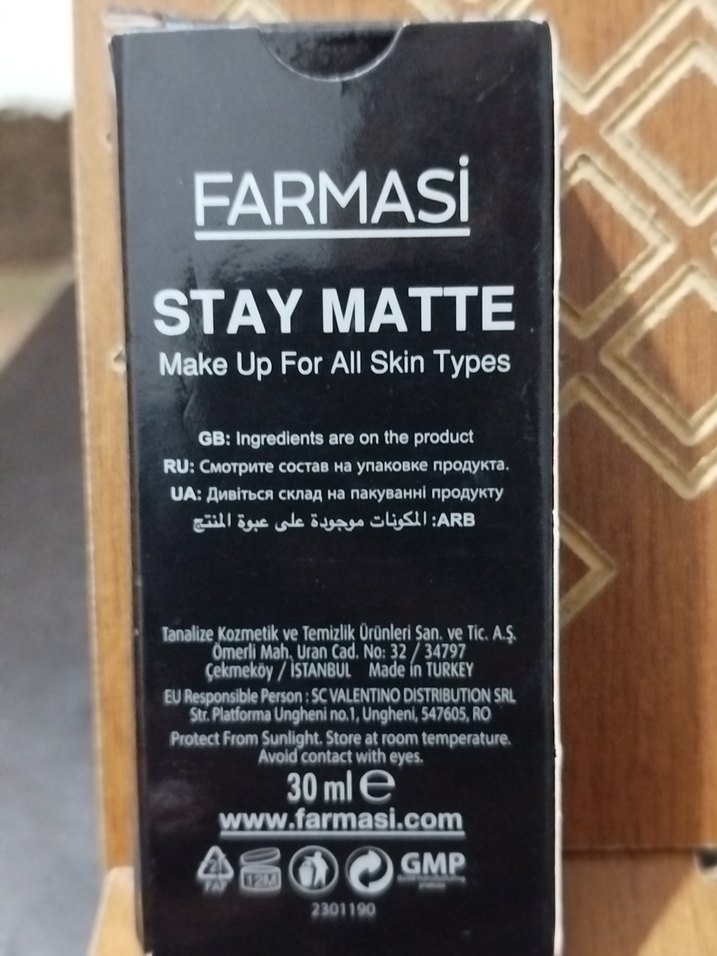 FARMASİ
STAY MATTE
Make Up For All Skin Types
GB: Ingredients are on the product
RU: Смотрите состав на упаковке продукта.
UA: Дивіться склад на пакуванні продукту
ARB: المكونات موجودة على عبوة المنتج
Tanalize Kozmetik ve Temizlik Ürünleri San. ve Tic. A.Ş.
Ömerli Mah. Uran Cad. No: 32 / 34797
Çekmeköy / İSTANBUL Made in TURKEY
EU Responsible Person : SC VALENTINO DISTRIBUTION SRL
Str. Platforma Ungheni no.1, Ungheni, 547605, RO
Protect From Sunlight. Store at room temperature.
Avoid contact with eyes.
30 ml e
www.farmasi.com
21 PAP 12M GMP
2301190